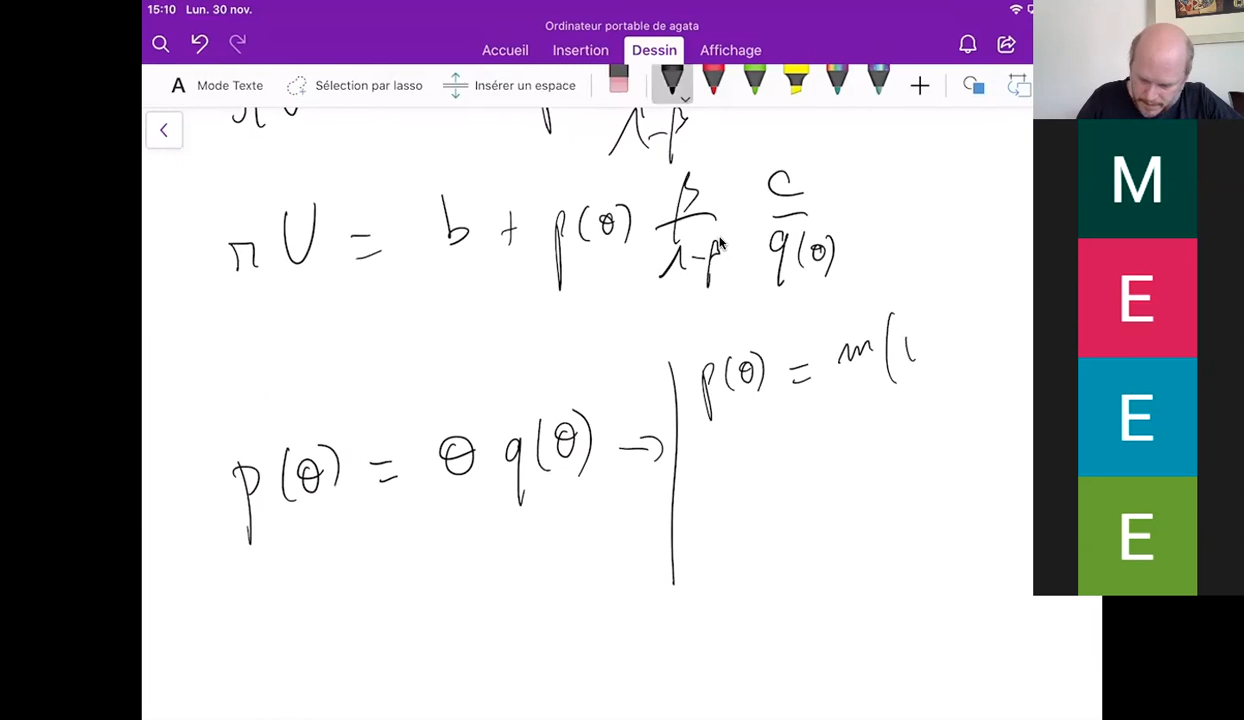 15:10 Lun. 30 nov.
Ordinateur portable de agata
Accueil Insertion Dessin Affichage
A Mode Texte Sélection par lasso Insérer un espace
r U = b + p(θ) β/(1-β) c/q(θ)
p(θ) = m(1
p(θ) = θ q(θ) →
M
E
E
E